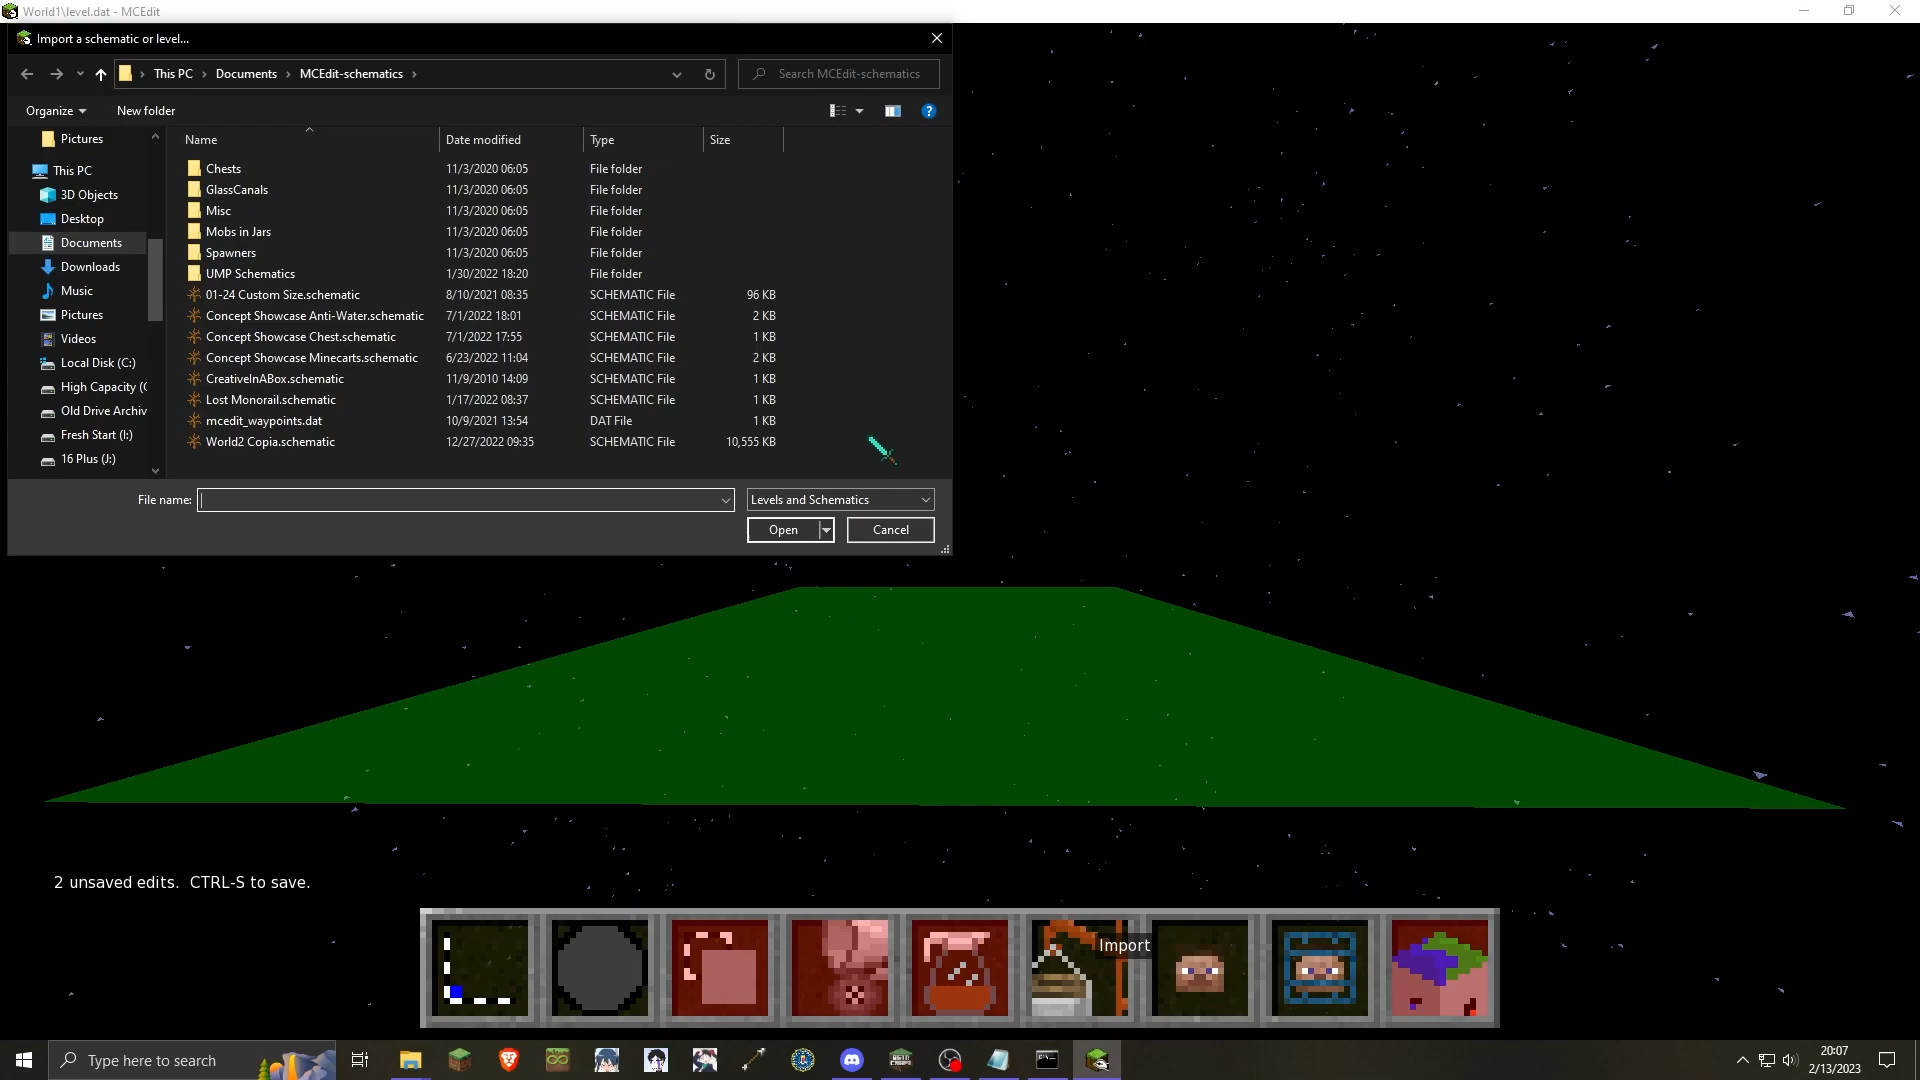 World1\level.dat - MCEdit
Import a schematic or level...
This PC
Documents
MCEdit-schematics
Search MCEdit-schematics
Organize
New folder
Name Date modified Type Size
Pictures
This PC
3D Objects
Desktop
Documents
Downloads
Music
Pictures
Videos
Local Disk (C:)
High Capacity (
Old Drive Archiv
Fresh Start (I:)
16 Plus (J:)
Chests 11/3/2020 06:05 File folder
GlassCanals 11/3/2020 06:05 File folder
Misc 11/3/2020 06:05 File folder
Mobs in Jars 11/3/2020 06:05 File folder
Spawners 11/3/2020 06:05 File folder
UMP Schematics 1/30/2022 18:20 File folder
01-24 Custom Size.schematic 8/10/2021 08:35 SCHEMATIC File 96 KB
Concept Showcase Anti-Water.schematic 7/1/2022 18:01 SCHEMATIC File 2 KB
Concept Showcase Chest.schematic 7/1/2022 17:55 SCHEMATIC File 1 KB
Concept Showcase Minecarts.schematic 6/23/2022 11:04 SCHEMATIC File 2 KB
CreativeInABox.schematic 11/9/2010 14:09 SCHEMATIC File 1 KB
Lost Monorail.schematic 1/17/2022 08:37 SCHEMATIC File 1 KB
mcedit_waypoints.dat 10/9/2021 13:54 DAT File 1 KB
World2 Copia.schematic 12/27/2022 09:35 SCHEMATIC File 10,555 KB
File name:
Levels and Schematics
Open
Cancel
2 unsaved edits.  CTRL-S to save.
Import
Type here to search
20:07
2/13/2023